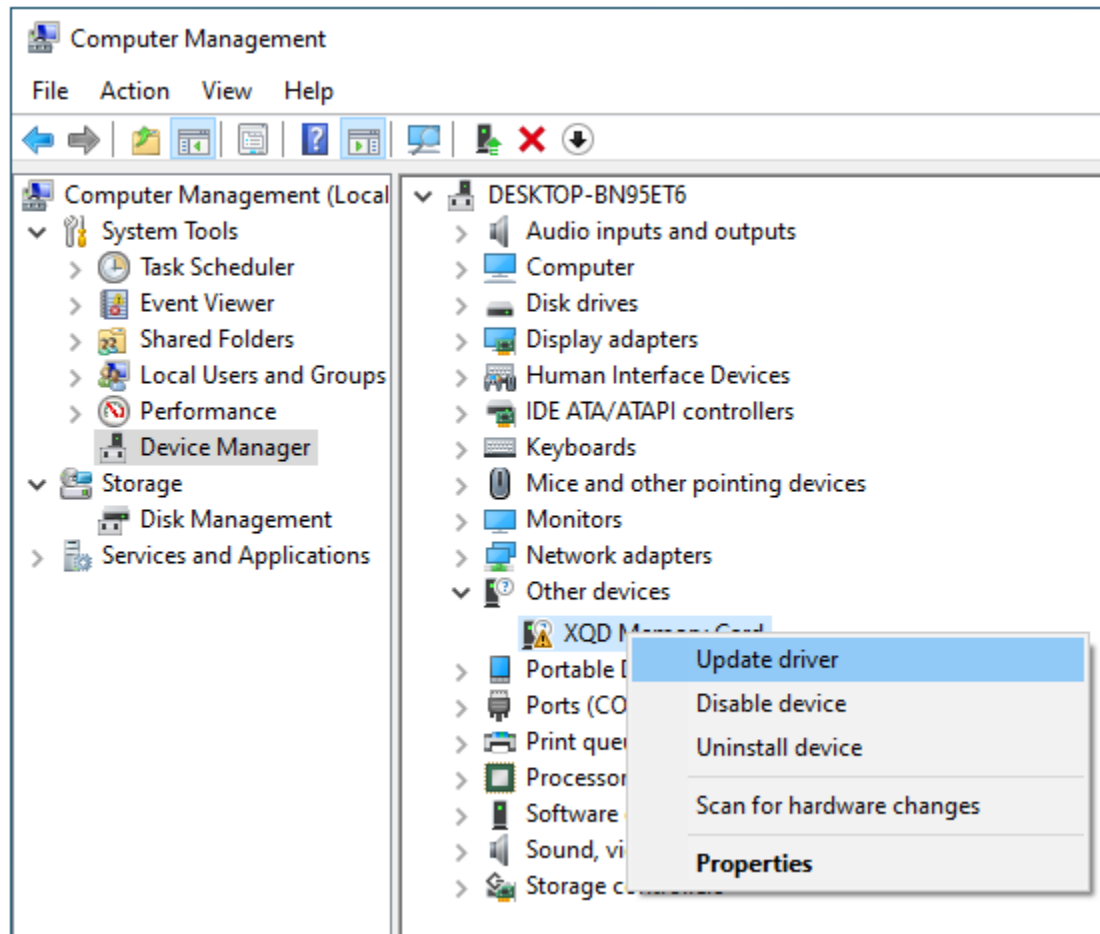 Computer Management
File Action View Help
Computer Management (Local
System Tools
Task Scheduler
Event Viewer
Shared Folders
Local Users and Groups
Performance
Device Manager
Storage
Disk Management
Services and Applications
DESKTOP-BN95ET6
Audio inputs and outputs
Computer
Disk drives
Display adapters
Human Interface Devices
IDE ATA/ATAPI controllers
Keyboards
Mice and other pointing devices
Monitors
Network adapters
Other devices
XQD Memory Card
Portable
Ports (CO
Print que
Processor
Software
Sound, vi
Storage
Update driver
Disable device
Uninstall device
Scan for hardware changes
Properties